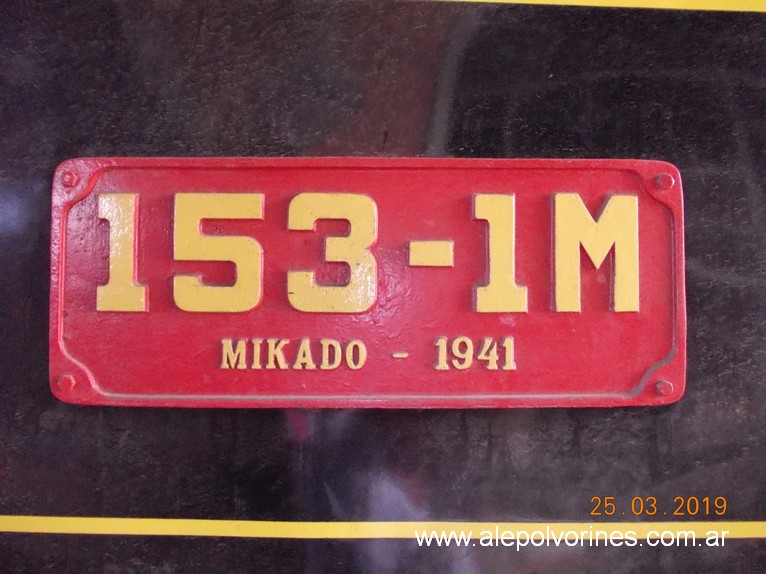 153-1M
MIKADO - 1941
25.03.2019
www.alepolvorines.com.ar